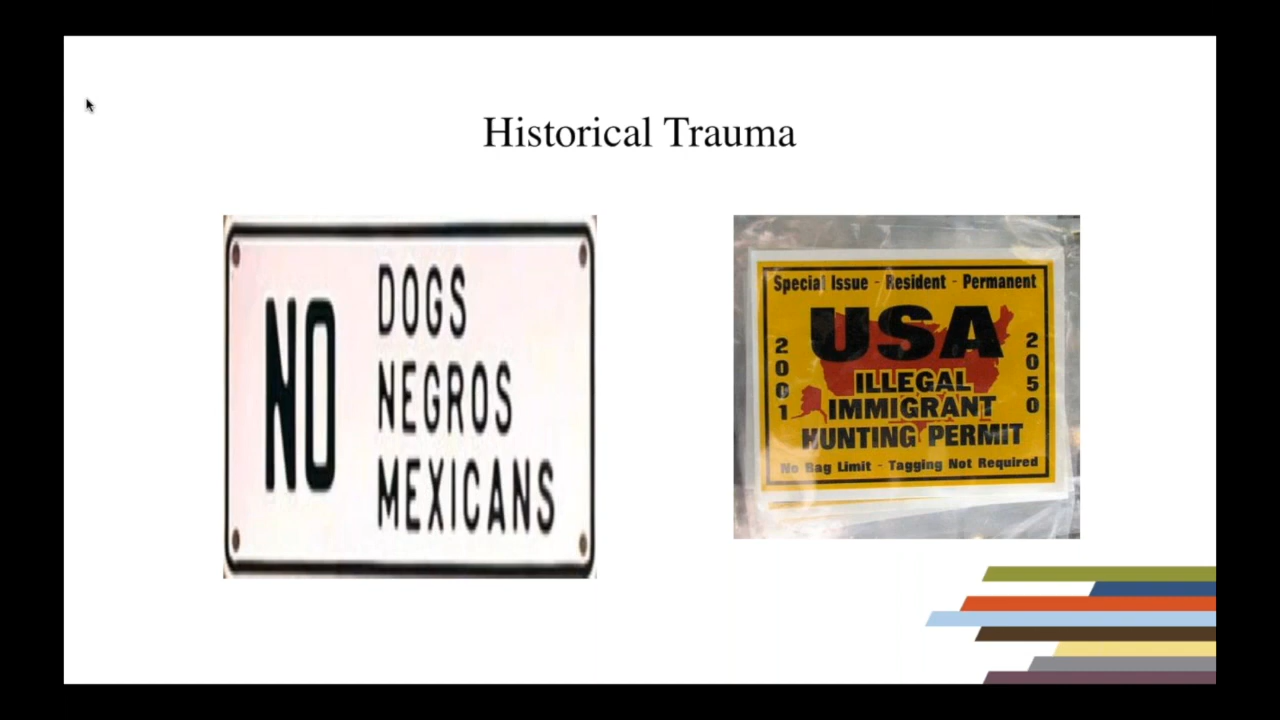 Historical Trauma
NO
DOGS
NEGROS
MEXICANS
Special Issue - Resident - Permanent
USA
2001
2050
ILLEGAL
IMMIGRANT
HUNTING PERMIT
No Bag Limit - Tagging Not Required